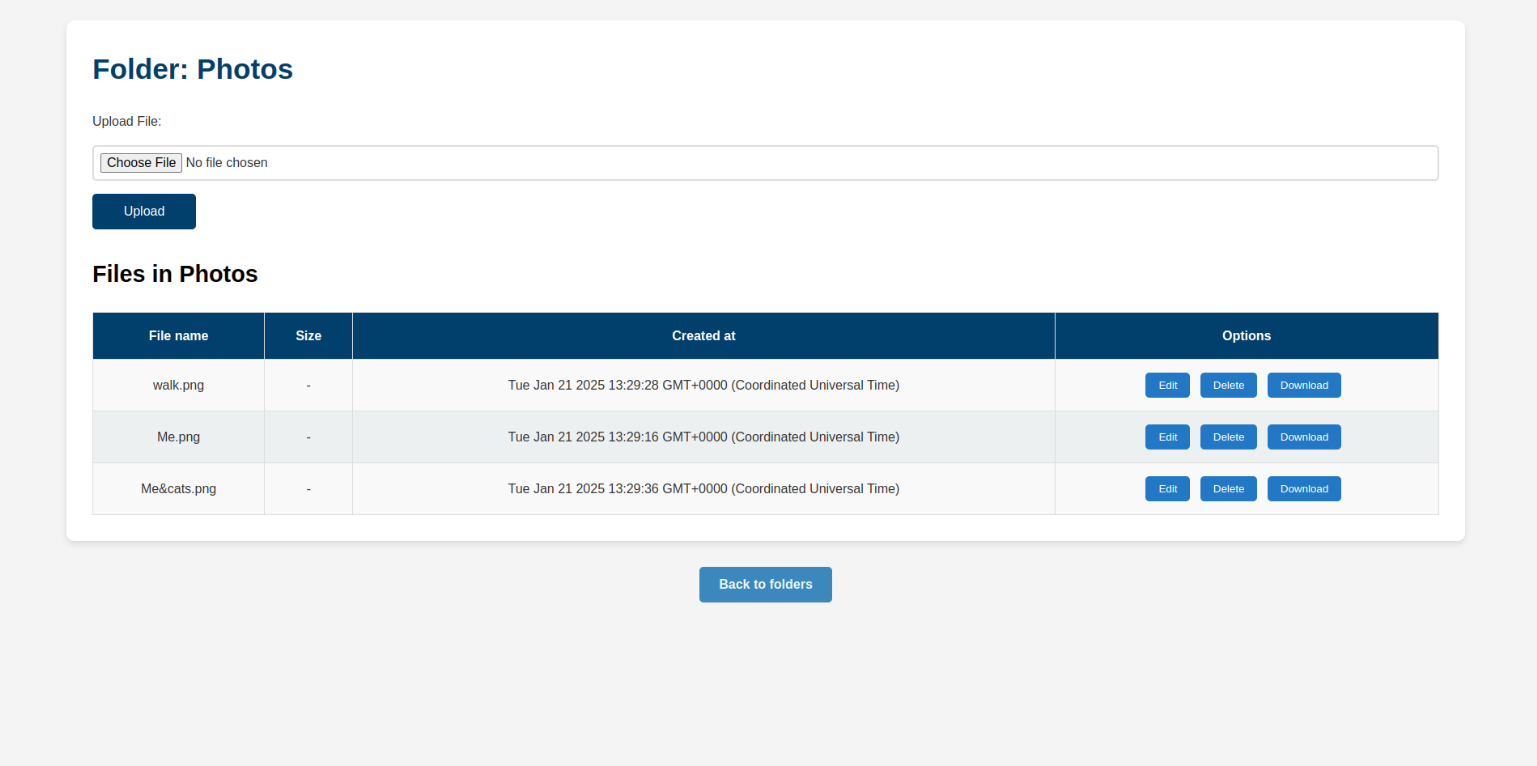 Folder: Photos
Upload File:
Choose File No file chosen
Upload
Files in Photos
File name Size Created at Options
walk.png - Tue Jan 21 2025 13:29:28 GMT+0000 (Coordinated Universal Time) Edit Delete Download
Me.png - Tue Jan 21 2025 13:29:16 GMT+0000 (Coordinated Universal Time) Edit Delete Download
Me&cats.png - Tue Jan 21 2025 13:29:36 GMT+0000 (Coordinated Universal Time) Edit Delete Download
Back to folders